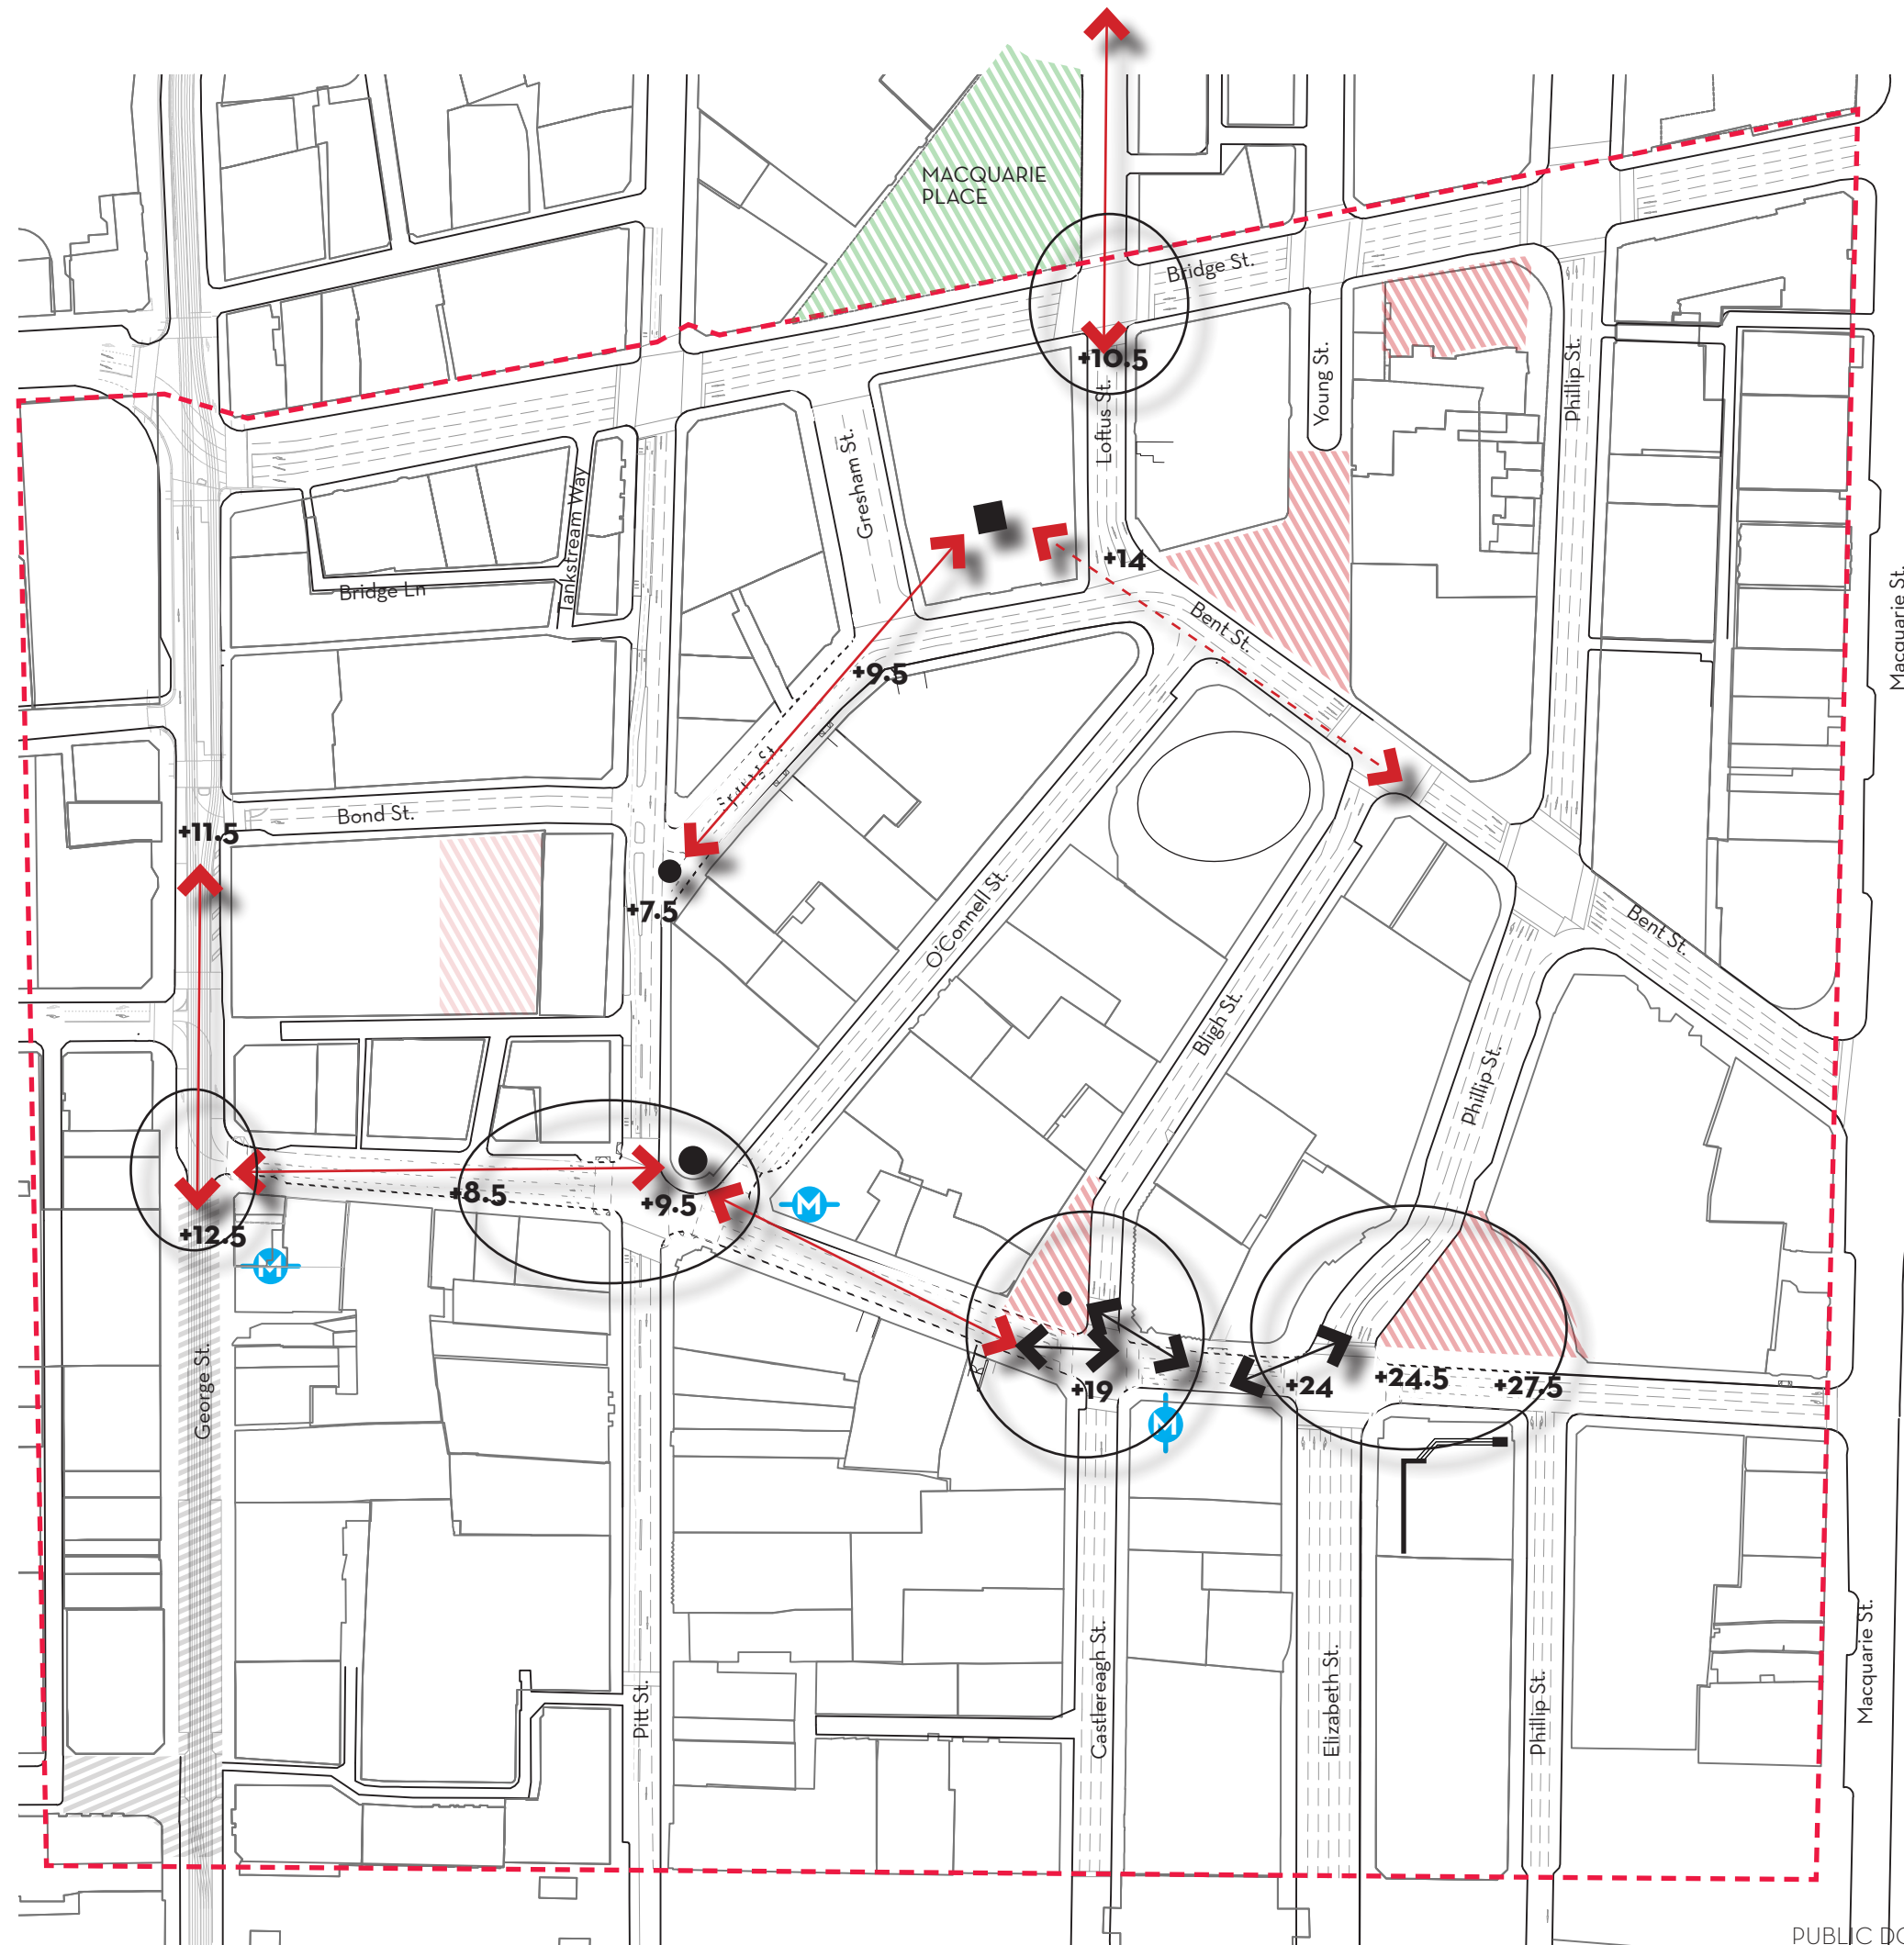 MACQUARIE
PLACE
Bridge St.
+10.5
Young St.
Phillip St.
Loftus St.
Gresham St.
Tankstream Way
+14
Bridge Ln
Bent St.
Macquarie St.
+9.5
Spring St.
Bond St.
+11.5
+7.5
O'Connell St.
Bent St.
Bligh St.
Phillip St.
+8.5
+9.5
M
+12.5
M
+19
+24
+24.5
+27.5
M
George St.
Pitt St.
Castlereagh St.
Elizabeth St.
Phillip St.
Macquarie St.